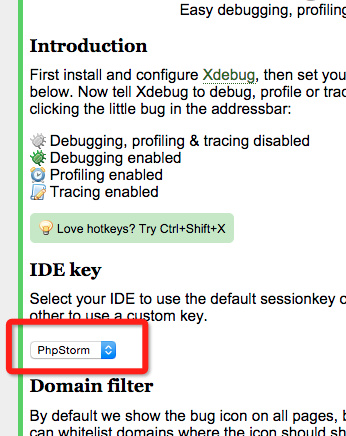 Easy debugging, profiling
Introduction
First install and configure Xdebug, then set you
below. Now tell Xdebug to debug, profile or trac
clicking the little bug in the addressbar:
Debugging, profiling & tracing disabled
Debugging enabled
Profiling enabled
Tracing enabled
Love hotkeys? Try Ctrl+Shift+X
IDE key
Select your IDE to use the default sessionkey o
other to use a custom key.
PhpStorm
Domain filter
By default we show the bug icon on all pages, b
can whitelist domains where the icon should sh